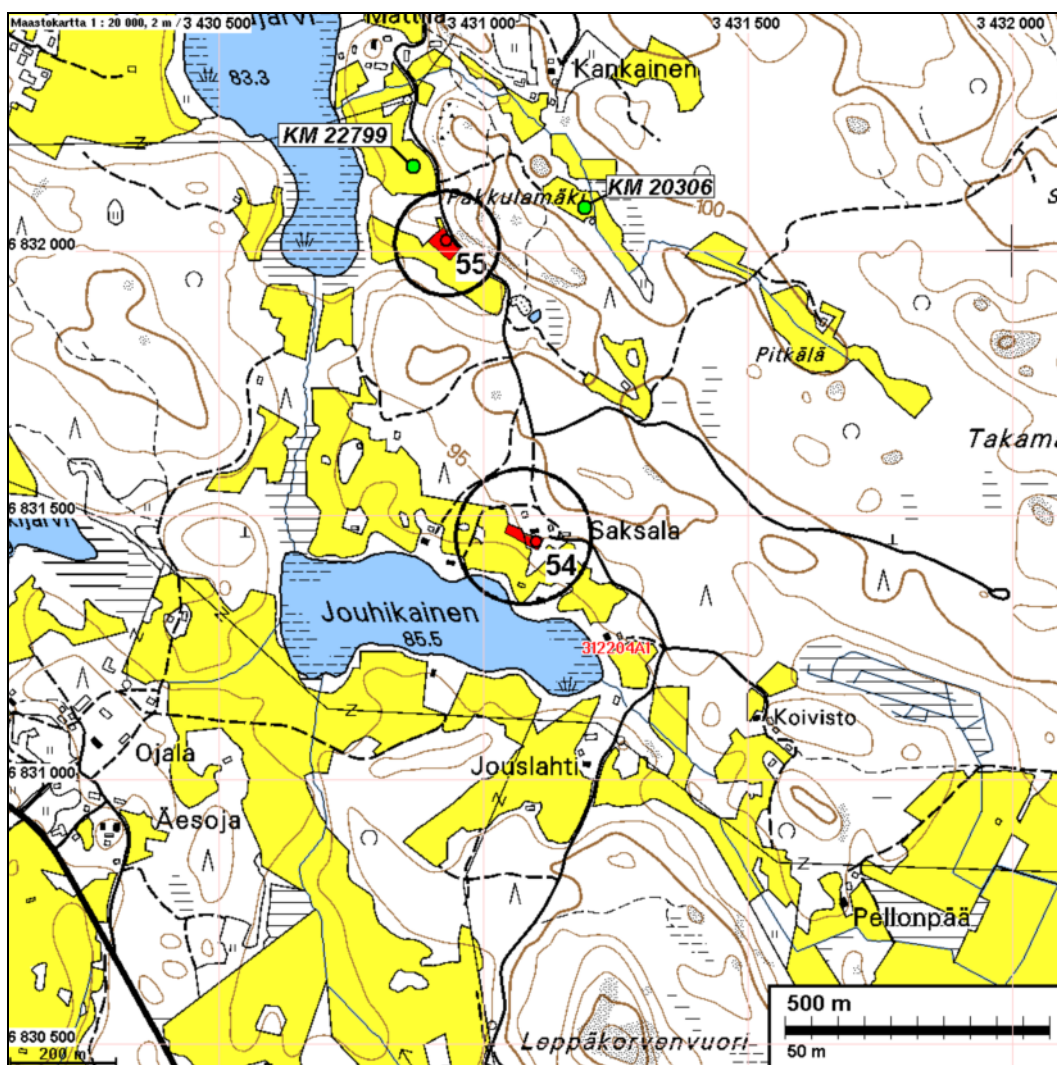 Maastokartta 1 : 20 000, 2 m / 3 430 500
3 431 000
3 431 500
3 432 000
83.3
Kankainen
KM 22799
KM 20306
Pakkulamäki
100
6 832 000
55
Pitkälä
95
6 831 500
Saksala
54
Jouhikainen
85.5
312204A1
Koivisto
Ojala
Jouslahti
6 831 000
Äesoja
Pellonpää
500 m
50 m
6 830 500
200 m
Leppäkorvenvuori